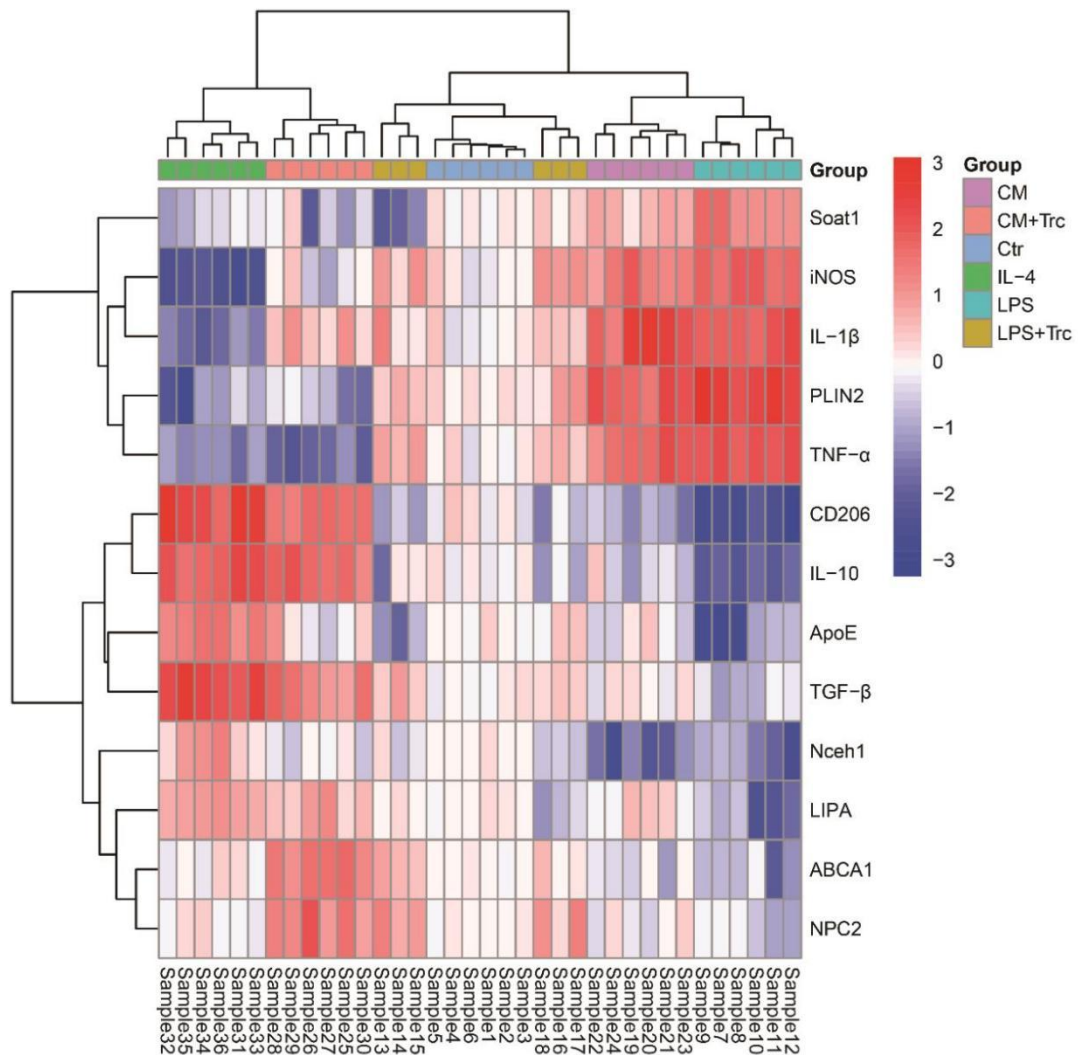 Group
Soat1
iNOS
IL−1β
PLIN2
TNF−α
CD206
IL−10
ApoE
TGF−β
Nceh1
LIPA
ABCA1
NPC2
3
2
1
0
−1
−2
−3
Group
CM
CM+Trc
Ctr
IL−4
LPS
LPS+Trc
Sample32
Sample35
Sample34
Sample36
Sample31
Sample33
Sample28
Sample29
Sample26
Sample27
Sample25
Sample30
Sample13
Sample14
Sample15
Sample5
Sample4
Sample6
Sample1
Sample2
Sample3
Sample18
Sample16
Sample17
Sample22
Sample24
Sample19
Sample20
Sample21
Sample23
Sample9
Sample7
Sample8
Sample10
Sample11
Sample12